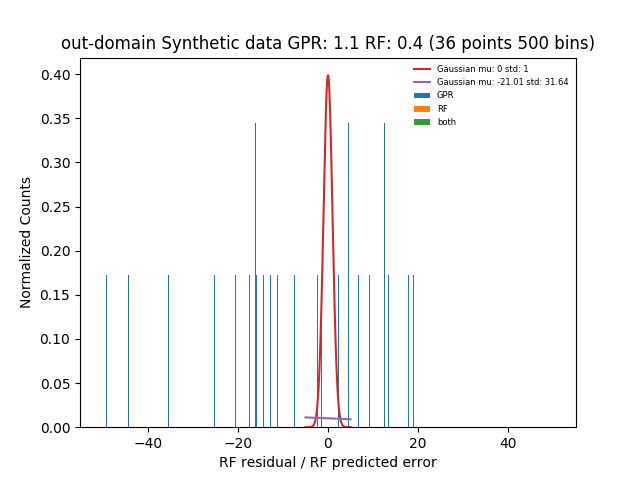 out-domain Synthetic data GPR: 1.1 RF: 0.4 (36 points 500 bins)
Gaussian mu: 0 std: 1
Gaussian mu: -21.01 std: 31.64
GPR
RF
both
Normalized Counts
0.40
0.35
0.30
0.25
0.20
0.15
0.10
0.05
0.00
−40
−20
0
20
40
RF residual / RF predicted error